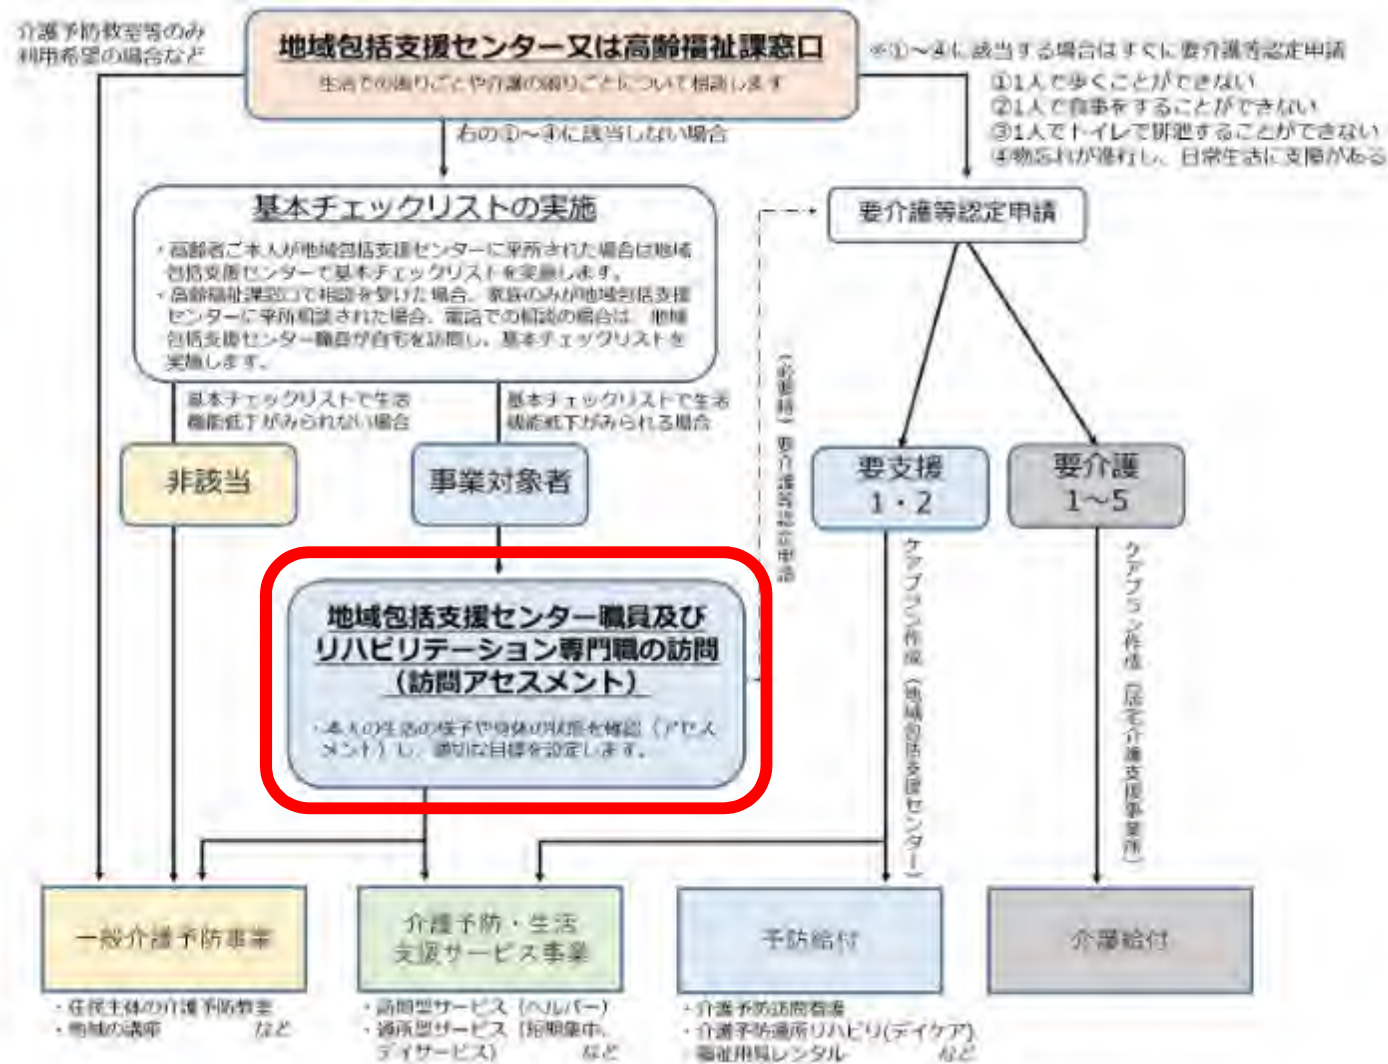 介護予防教室等のみ
利用希望の場合など
地域包括支援センター又は高齢福祉課窓口
生活での困りごとや介護の困りごとについて相談します
※①～④に該当する場合はすぐに要介護等認定申請
①1人で歩くことができない
②1人で食事をすることができない
③1人でトイレで排泄することができない
④物忘れが進行し、日常生活に支障がある
右の①～④に該当しない場合
基本チェックリストの実施
・高齢者ご本人が地域包括支援センターに来所された場合は地域
包括支援センターで基本チェックリストを実施します。
・高齢福祉課窓口で相談を受けた場合、家族のみが地域包括支援
センターに来所相談された場合、電話での相談の場合は、地域
包括支援センター職員が自宅を訪問し、基本チェックリストを
実施します。
要介護等認定申請
基本チェックリストで生活
機能低下がみられない場合
基本チェックリストで生活
機能低下がみられる場合
（必要時）要介護等認定申請
非該当
事業対象者
要支援
1・2
要介護
1～5
地域包括支援センター職員及び
リハビリテーション専門職の訪問
（訪問アセスメント）
・本人の生活の様子や身体の状態を確認（アセス
メント）し、適切な目標を設定します。
ケアプラン作成（地域包括支援センター）
ケアプラン作成（居宅介護支援事業所）
一般介護予防事業
介護予防・生活
支援サービス事業
予防給付
介護給付
・住民主体の介護予防教室
・地域の講座 など
・訪問型サービス（ヘルパー）
・通所型サービス（短期集中、
デイサービス） など
・介護予防訪問看護
・介護予防通所リハビリ(デイケア)
・福祉用具レンタル など